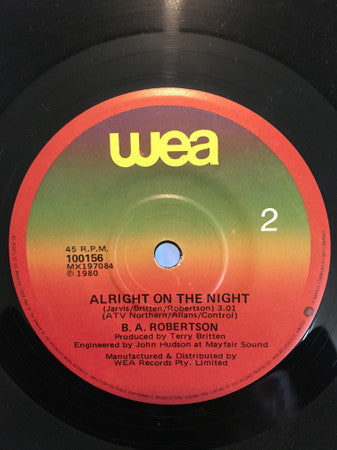 wea
2
45 R.P.M.
100156
MX197084
℗ 1980
ALRIGHT ON THE NIGHT
(Jarvis/Britten/Robertson) 3.01
(ATV Northern/Allans/Control)
B. A. ROBERTSON
Produced by Terry Britten
Engineered by John Hudson at Mayfair Sound
Manufactured & Distributed by
WEA Records Pty. Limited